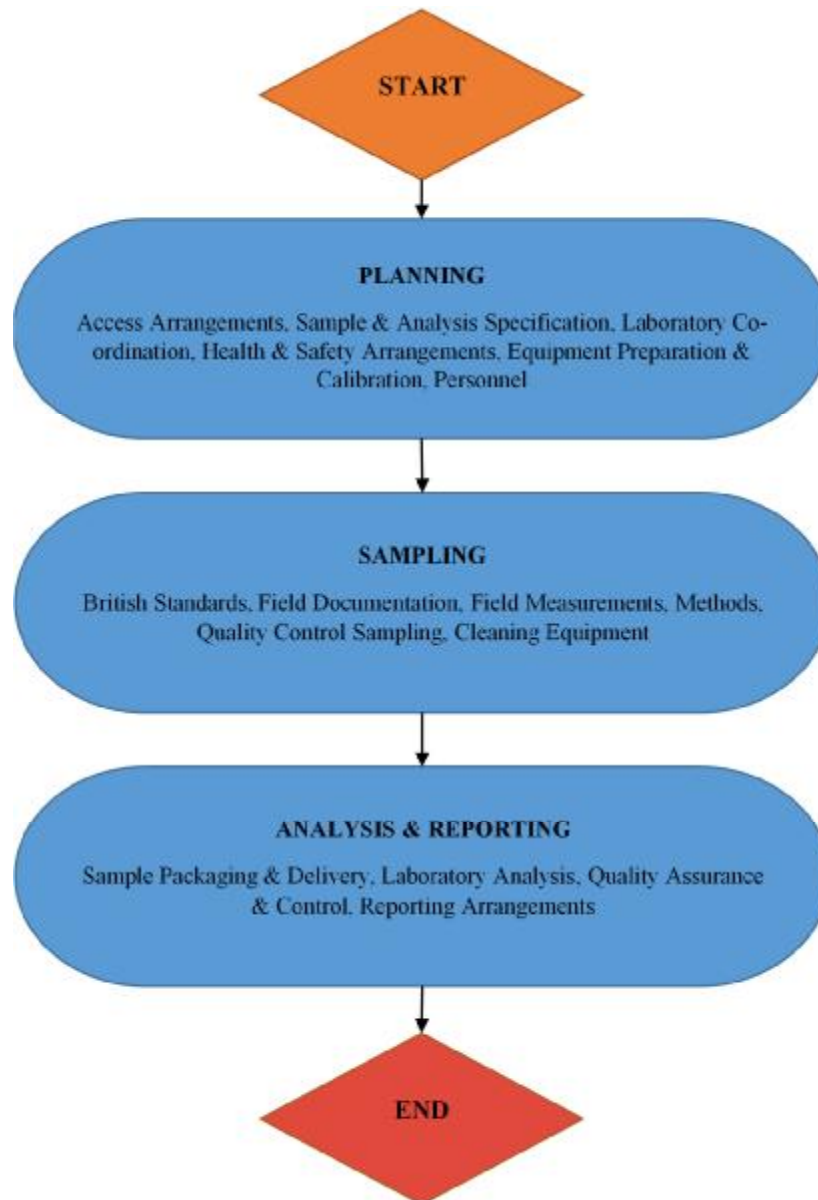 START
PLANNING
Access Arrangements, Sample & Analysis Specification, Laboratory Co-
ordination, Health & Safety Arrangements, Equipment Preparation &
Calibration, Personnel
SAMPLING
British Standards, Field Documentation, Field Measurements, Methods,
Quality Control Sampling, Cleaning Equipment
ANALYSIS & REPORTING
Sample Packaging & Delivery, Laboratory Analysis, Quality Assurance
& Control, Reporting Arrangements
END